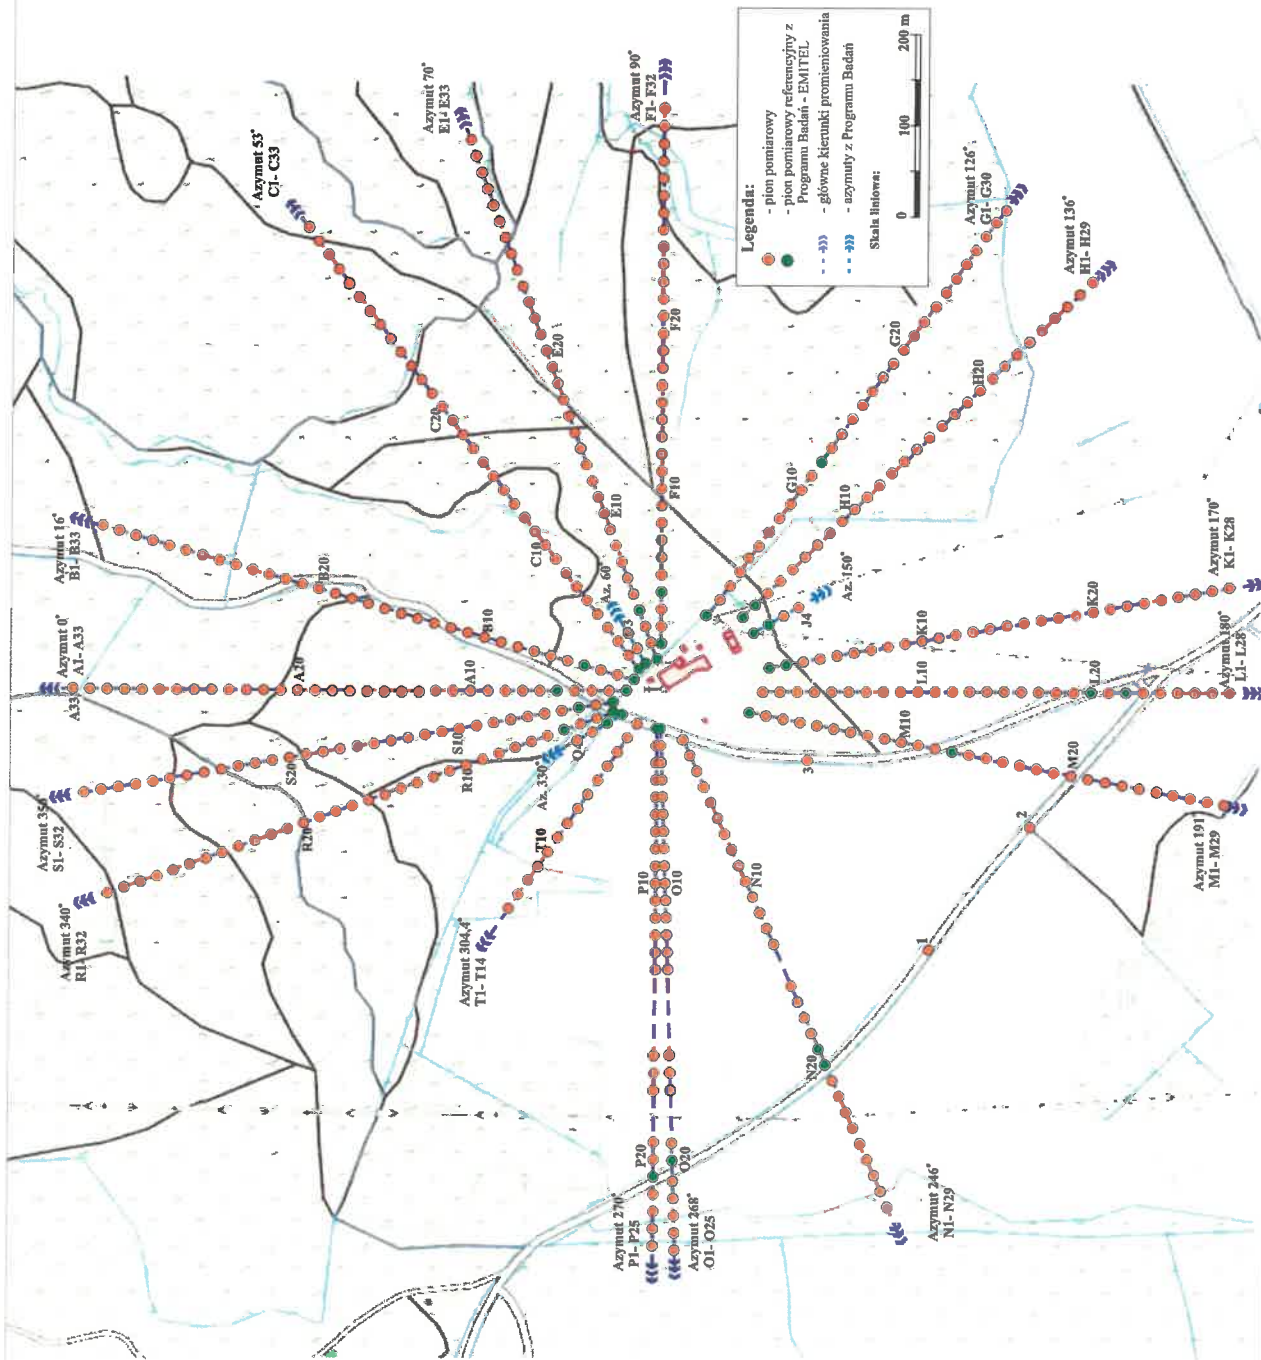 Azymut 0°
A1- A33
A33
Azymut 16°
B1- B33
Azymut 53°
C1- C33
Azymut 70°
E1- E33
Azymut 90°
F1- F32
Azymut 350°
S1- S32
Azymut 340°
R1- R32
Azymut 304,4°
T1- T14
Legenda:
- pion pomiarowy
- pion pomiarowy referencyjny z
Programu Badań - EMITEL
- główne kierunki promieniowania
- azymuty z Programu Badań
Skala liniowa:
0 100 200 m
A20
A10
B20
B10
C20
C10
E20
E10
F20
F10
G20
G10
H20
H10
J4
K10
K20
L10
L20
M10
M20
N10
N20
O10
O20
P10
P20
R10
R20
S10
S20
T10
Az. 60°
Az. 150°
Az. 330°
1
2
3
Azymut 126°
G1- G30
Azymut 136°
H1- H29
Azymut 170°
K1- K28
Azymut 180°
L1- L28
Azymut 191°
M1- M29
Azymut 246°
N1- N29
Azymut 268°
O1- O25
Azymut 270°
P1- P25